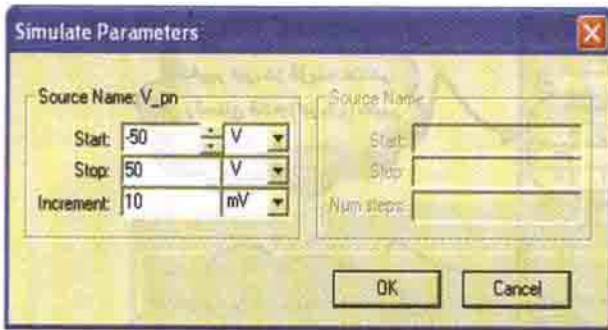 Simulate Parameters
Source Name: V_pn
Start: -50 V
Stop: 50 V
Increment: 10 mV
Source Name
Start:
Stop:
Num steps:
OK
Cancel